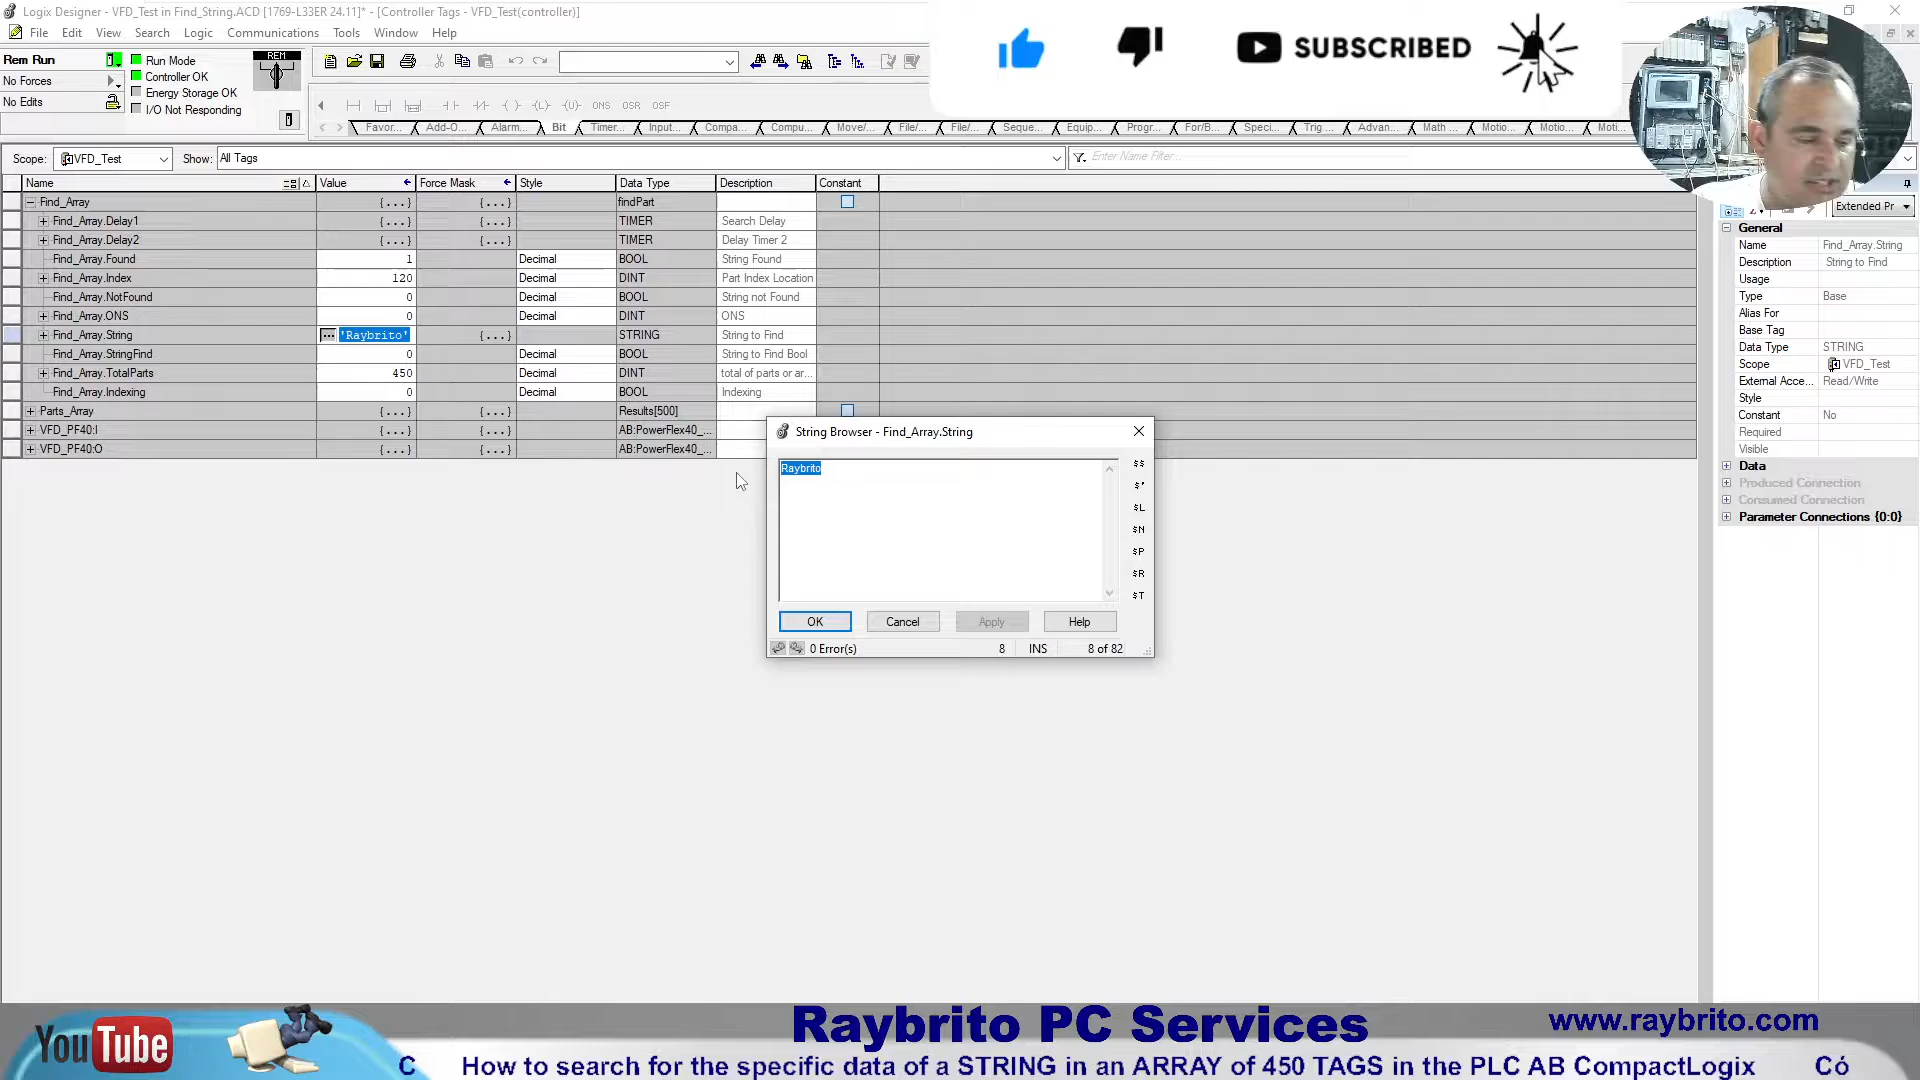 Logix Designer - VFD_Test in Find_String.ACD [1769-L33ER 24.11]* - [Controller Tags - VFD_Test(controller)]
File Edit View Search Logic Communications Tools Window Help
SUBSCRIBED
Rem Run
No Forces
No Edits
Run Mode
Controller OK
Energy Storage OK
I/O Not Responding
REM
ONS OSR OSF
Favor... Add-O... Alarm... Bit Timer... Input... Compa... Compu... Move/... File/... File/... Seque... Equip... Progr... For/B... Speci... Trig ... Advan... Math ... Motio... Motio... Moti...
Scope: VFD_Test Show: All Tags Enter Name Filter...
Name Value Force Mask Style Data Type Description Constant
Find_Array {...} {...} findPart
Find_Array.Delay1 {...} {...} TIMER Search Delay
Find_Array.Delay2 {...} {...} TIMER Delay Timer 2
Find_Array.Found 1 Decimal BOOL String Found
Find_Array.Index 120 Decimal DINT Part Index Location
Find_Array.NotFound 0 Decimal BOOL String not Found
Find_Array.ONS 0 Decimal DINT ONS
Find_Array.String 'Raybrito' {...} STRING String to Find
Find_Array.StringFind 0 Decimal BOOL String to Find Bool
Find_Array.TotalParts 450 Decimal DINT total of parts or ar...
Find_Array.Indexing 0 Decimal BOOL Indexing
Parts_Array {...} {...} Results[500]
VFD_PF40:I {...} {...} AB:PowerFlex40_...
VFD_PF40:O {...} {...} AB:PowerFlex40_...
String Browser - Find_Array.String
Raybrito
$$
$'
$L
$N
$P
$R
$T
OK Cancel Apply Help
0 Error(s) 8 INS 8 of 82
Extended Pr
General
Name Find_Array.String
Description String to Find
Usage
Type Base
Alias For
Base Tag
Data Type STRING
Scope VFD_Test
External Acce... Read/Write
Style
Constant No
Required
Visible
Data
Produced Connection
Consumed Connection
Parameter Connections {0:0}
YouTube
Raybrito PC Services
www.raybrito.com
C How to search for the specific data of a STRING in an ARRAY of 450 TAGS in the PLC AB CompactLogix Có